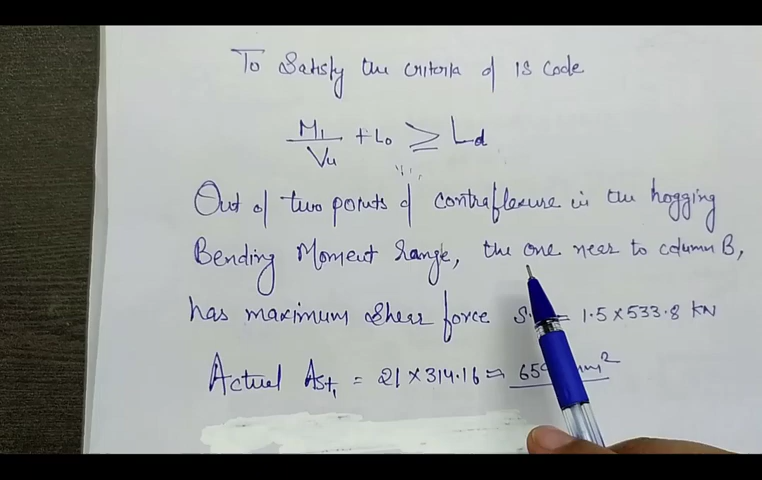 To Satisfy the criteria of IS Code
M1/Vu + Lo ≥ Ld
Out of two points of contraflexure in the hogging
Bending Moment range, the one near to column B,
has maximum shear force S. = 1.5×533.8 KN
Actual Ast1 = 21×314.16 = mm²